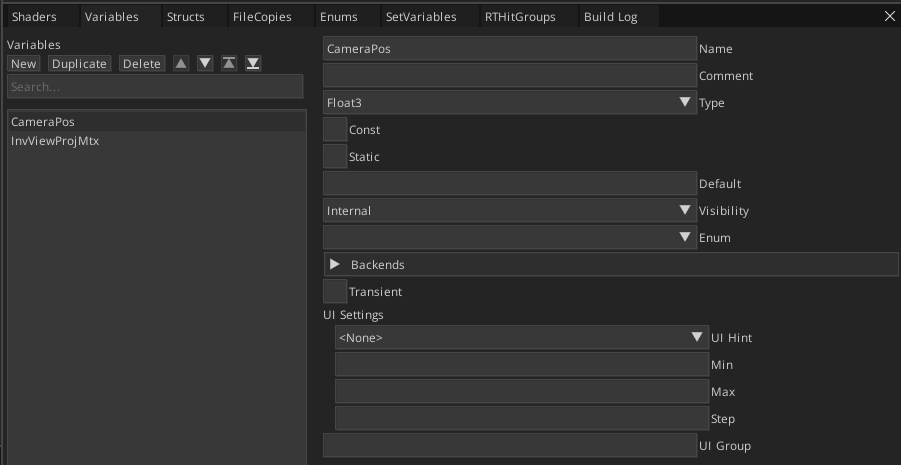 Shaders Variables Structs FileCopies Enums SetVariables RTHitGroups Build Log
Variables
New Duplicate Delete
Search...
CameraPos
InvViewProjMtx
CameraPos Name
Comment
Float3 Type
Const
Static
Default
Internal Visibility
Enum
Backends
Transient
UI Settings
<None> UI Hint
Min
Max
Step
UI Group